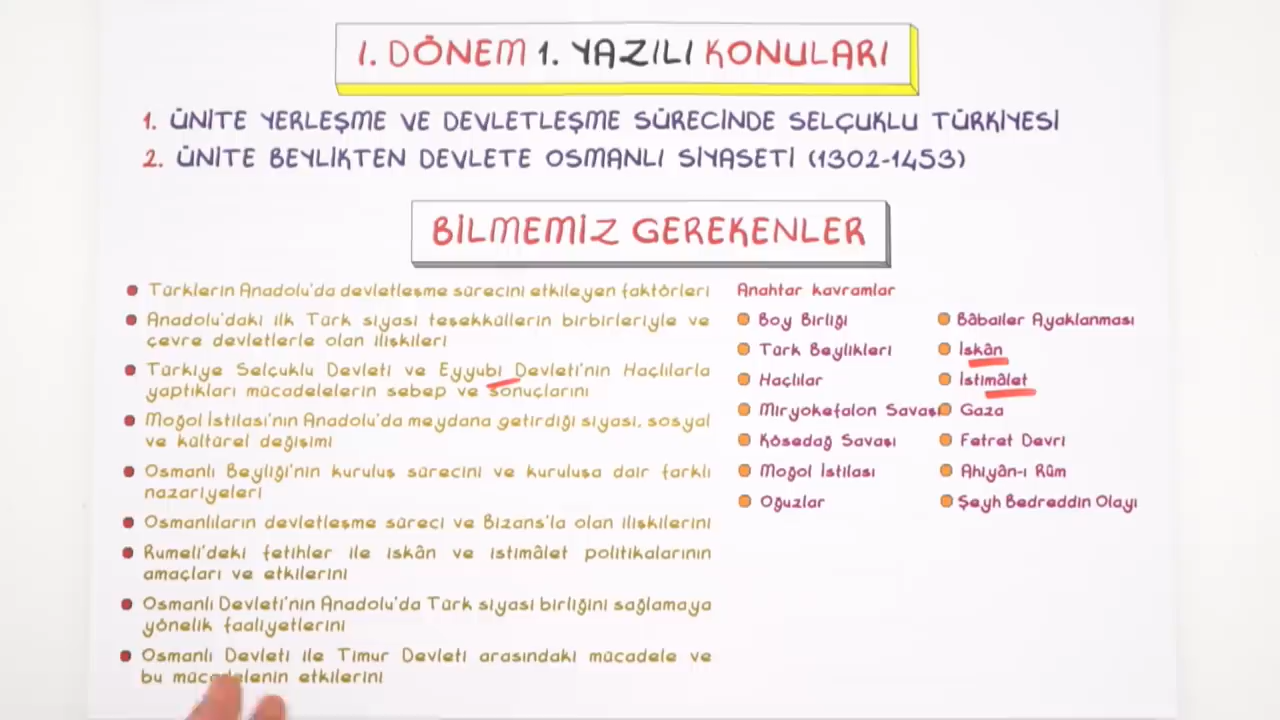 1. DÖNEM 1. YAZILI KONULARI
1. ÜNİTE YERLEŞME VE DEVLETLEŞME SÜRECİNDE SELÇUKLU TÜRKİYESİ
2. ÜNİTE BEYLİKTEN DEVLETE OSMANLI SİYASETİ (1302-1453)
BİLMEMİZ GEREKENLER
Türklerin Anadolu'da devletleşme sürecini etkileyen faktörleri
Anadolu'daki ilk Türk siyasi teşekküllerin birbirleriyle ve
çevre devletlerle olan ilişkileri
Türkiye Selçuklu Devleti ve Eyyubi Devleti'nin Haçlılarla
yaptıkları mücadelelerin sebep ve sonuçlarını
Moğol İstilası'nın Anadolu'da meydana getirdiği siyasi, sosyal
ve kültürel değişimi
Osmanlı Beyliği'nin kuruluş sürecini ve kuruluşa dair farklı
nazariyeleri
Osmanlıların devletleşme süreci ve Bizans'la olan ilişkilerini
Rumeli'deki fetihler ile iskân ve istimâlet politikalarının
amaçları ve etkilerini
Osmanlı Devleti'nin Anadolu'da Türk siyasi birliğini sağlamaya
yönelik faaliyetlerini
Osmanlı Devleti ile Timur Devleti arasındaki mücadele ve
bu mücadelenin etkilerini
Anahtar kavramlar
Boy Birliği
Türk Beylikleri
Haçlılar
Miryokefalon Savaşı
Kösedağ Savaşı
Moğol İstilası
Oğuzlar
Bâbailer Ayaklanması
İskân
İstimâlet
Gaza
Fetret Devri
Ahiyân-ı Rûm
Şeyh Bedreddin Olayı